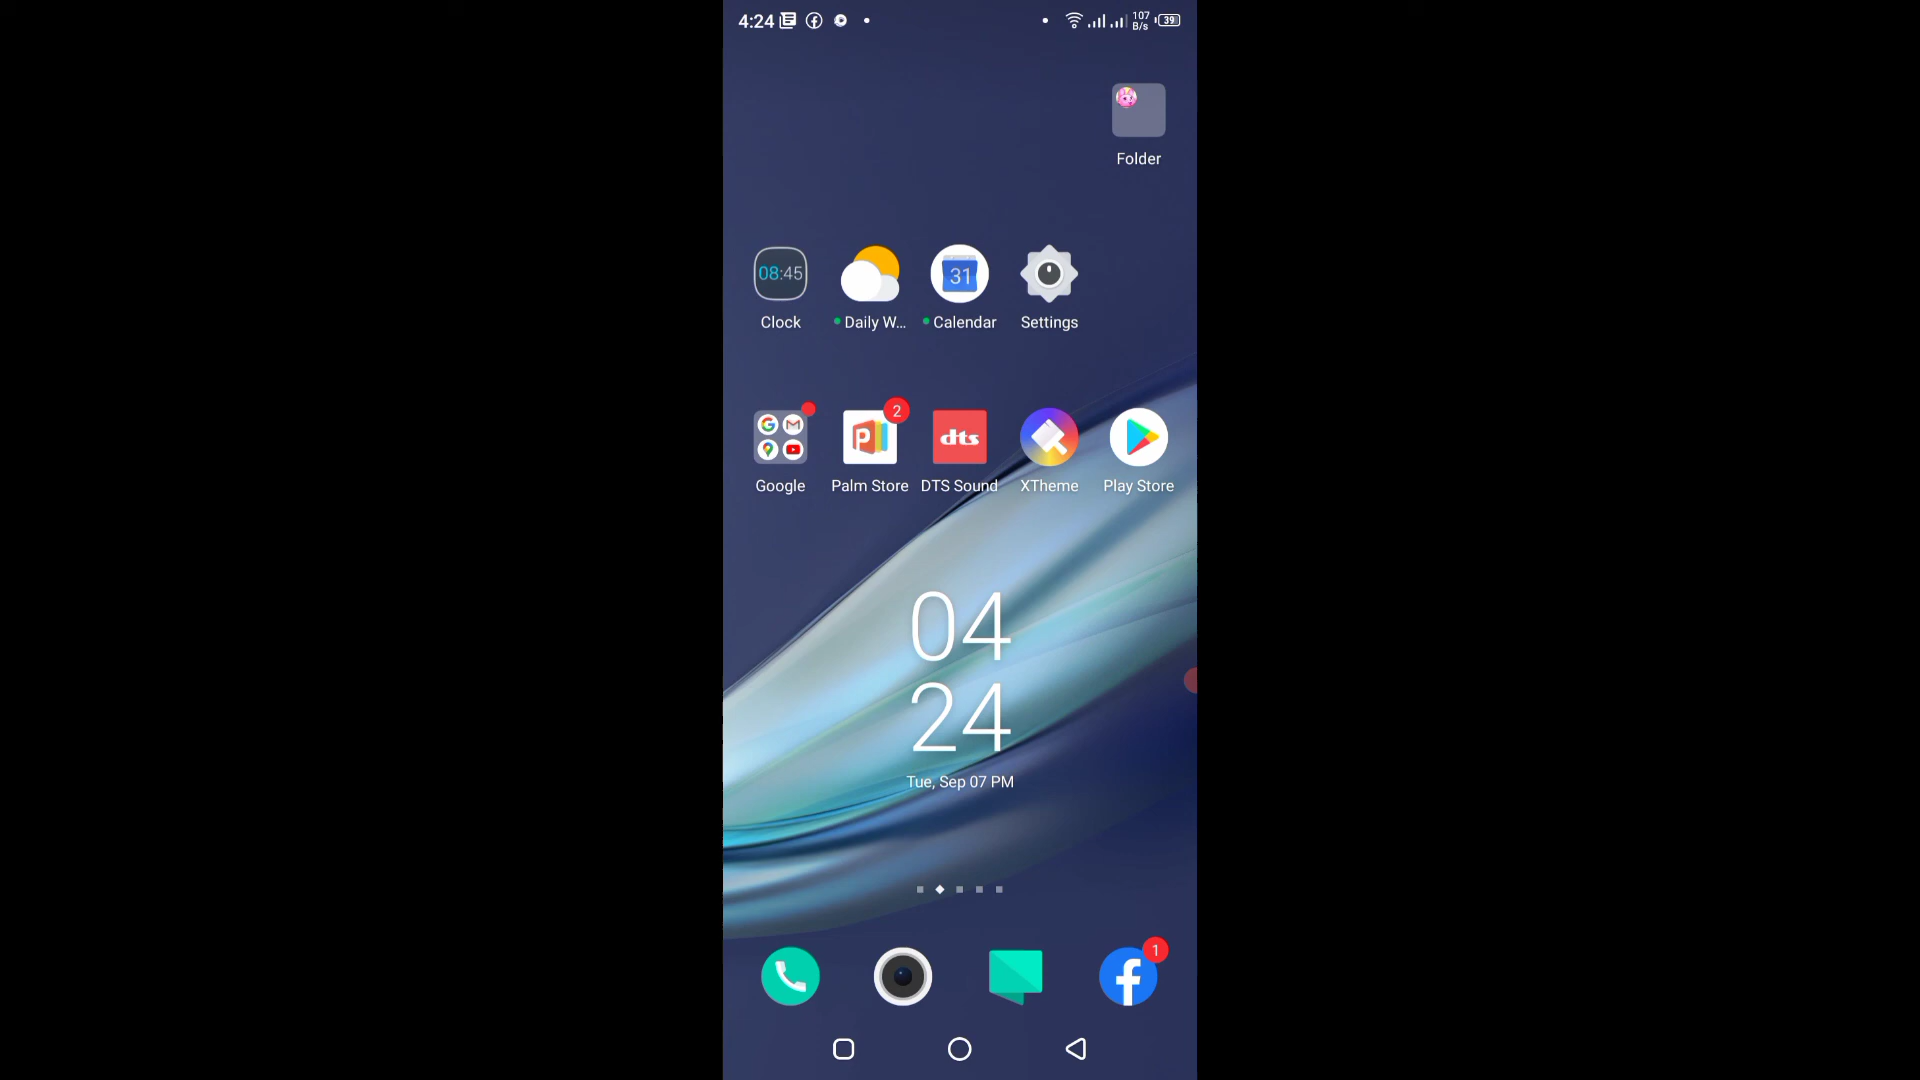 4:24
107
B/s
39
Folder
08:45
31
Clock
Daily W...
Calendar
Settings
2
dts
Google
Palm Store
DTS Sound
XTheme
Play Store
04
24
Tue, Sep 07 PM
1